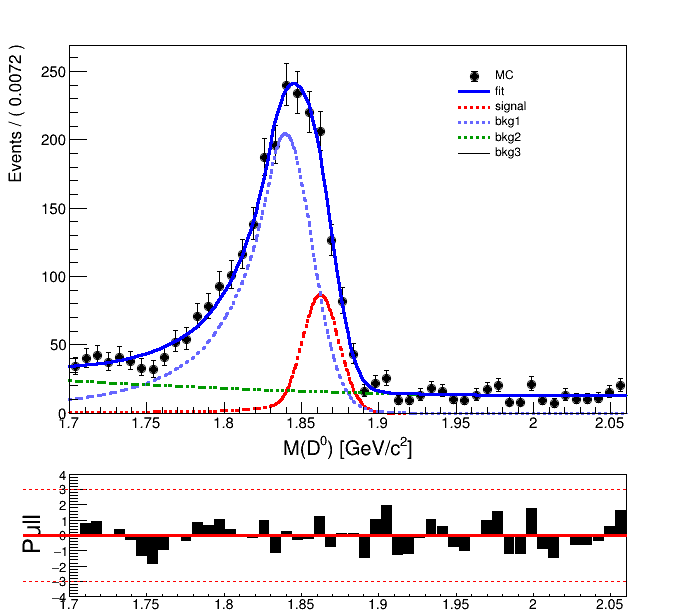 Events / ( 0.0072 )
250
200
150
100
50
0
MC
fit
signal
bkg1
bkg2
bkg3
1.7 1.75 1.8 1.85 1.9 1.95 2 2.05
M(D⁰) [GeV/c²]
Pull
4
3
2
1
0
−1
−2
−3
−4
1.7 1.75 1.8 1.85 1.9 1.95 2 2.05